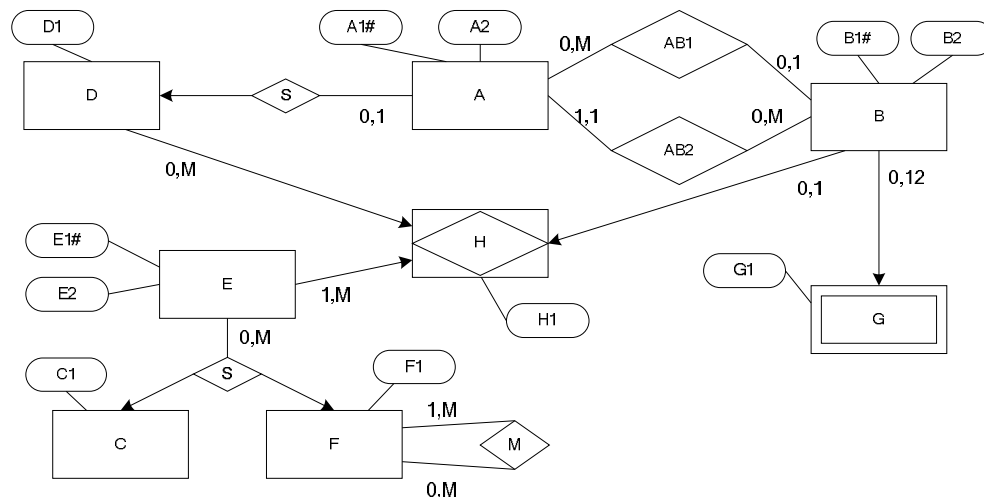 D1
A1#
A2
B1#
B2
0,M
AB1
0,1
D
S
A
0,1
1,1
0,M
B
AB2
0,M
0,1
0,12
E1#
H
G1
E
1,M
E2
H1
G
0,M
C1
S
F1
1,M
C
F
M
0.M